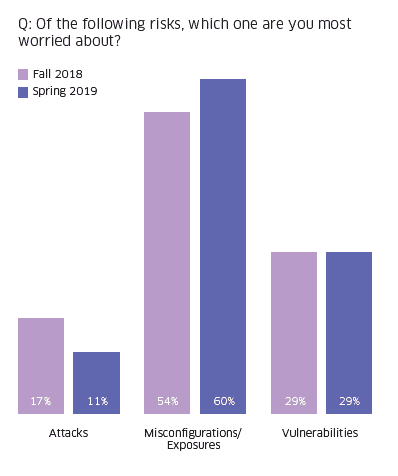 Q: Of the following risks, which one are you most
worried about?
Fall 2018
Spring 2019
17%
11%
54%
60%
29%
29%
Attacks
Misconfigurations/
Exposures
Vulnerabilities